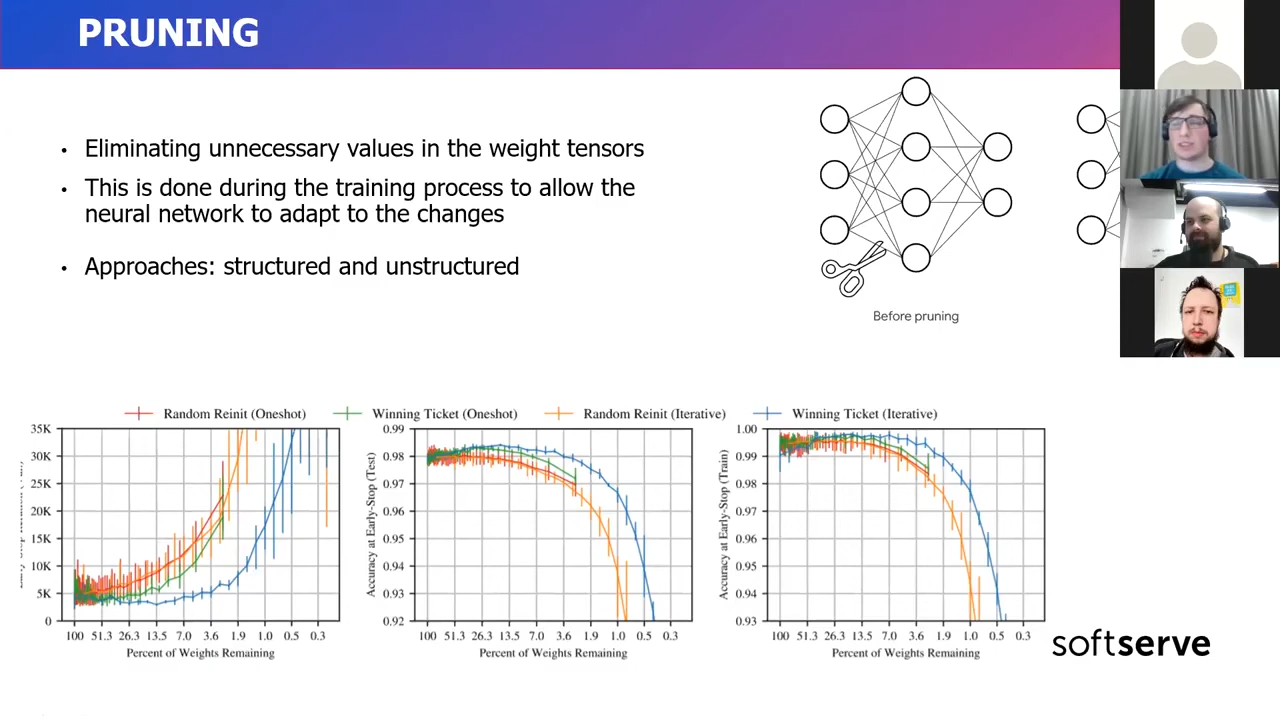 PRUNING
• Eliminating unnecessary values in the weight tensors
• This is done during the training process to allow the
neural network to adapt to the changes
• Approaches: structured and unstructured
Before pruning
Random Reinit (Oneshot) Winning Ticket (Oneshot) Random Reinit (Iterative) Winning Ticket (Iterative)
35K
30K
25K
20K
15K
10K
5K
0
100 51.3 26.3 13.5 7.0 3.6 1.9 1.0 0.5 0.3
Percent of Weights Remaining
Accuracy at Early-Stop (Test)
0.99
0.98
0.97
0.96
0.95
0.94
0.93
0.92
100 51.3 26.3 13.5 7.0 3.6 1.9 1.0 0.5 0.3
Percent of Weights Remaining
Accuracy at Early-Stop (Train)
1.00
0.99
0.98
0.97
0.96
0.95
0.94
0.93
100 51.3 26.3 13.5 7.0 3.6 1.9 1.0 0.5 0.3
Percent of Weights Remaining
softserve